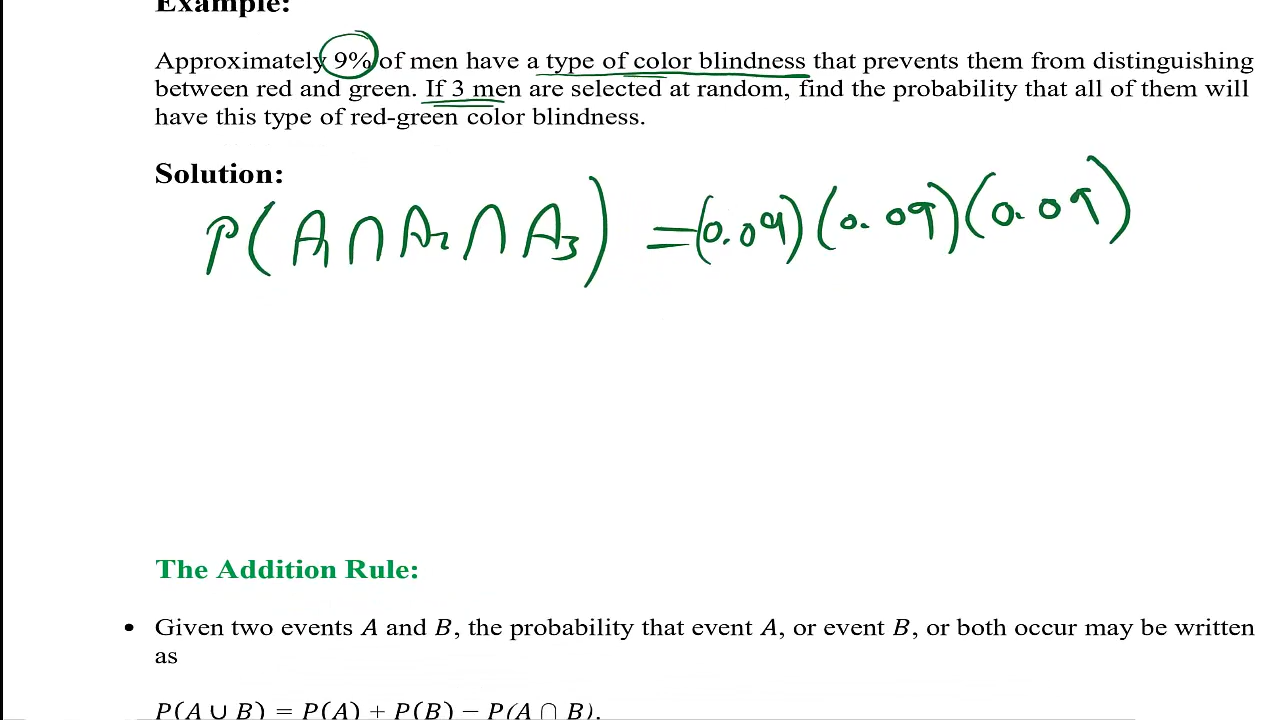 Example:
Approximately 9% of men have a type of color blindness that prevents them from distinguishing
between red and green. If 3 men are selected at random, find the probability that all of them will
have this type of red-green color blindness.
Solution:
P(A₁ ∩ A₂ ∩ A₃) = (0.09)(0.09)(0.09)
The Addition Rule:
• Given two events A and B, the probability that event A, or event B, or both occur may be written
as
P(A ∪ B) = P(A) + P(B) − P(A ∩ B).